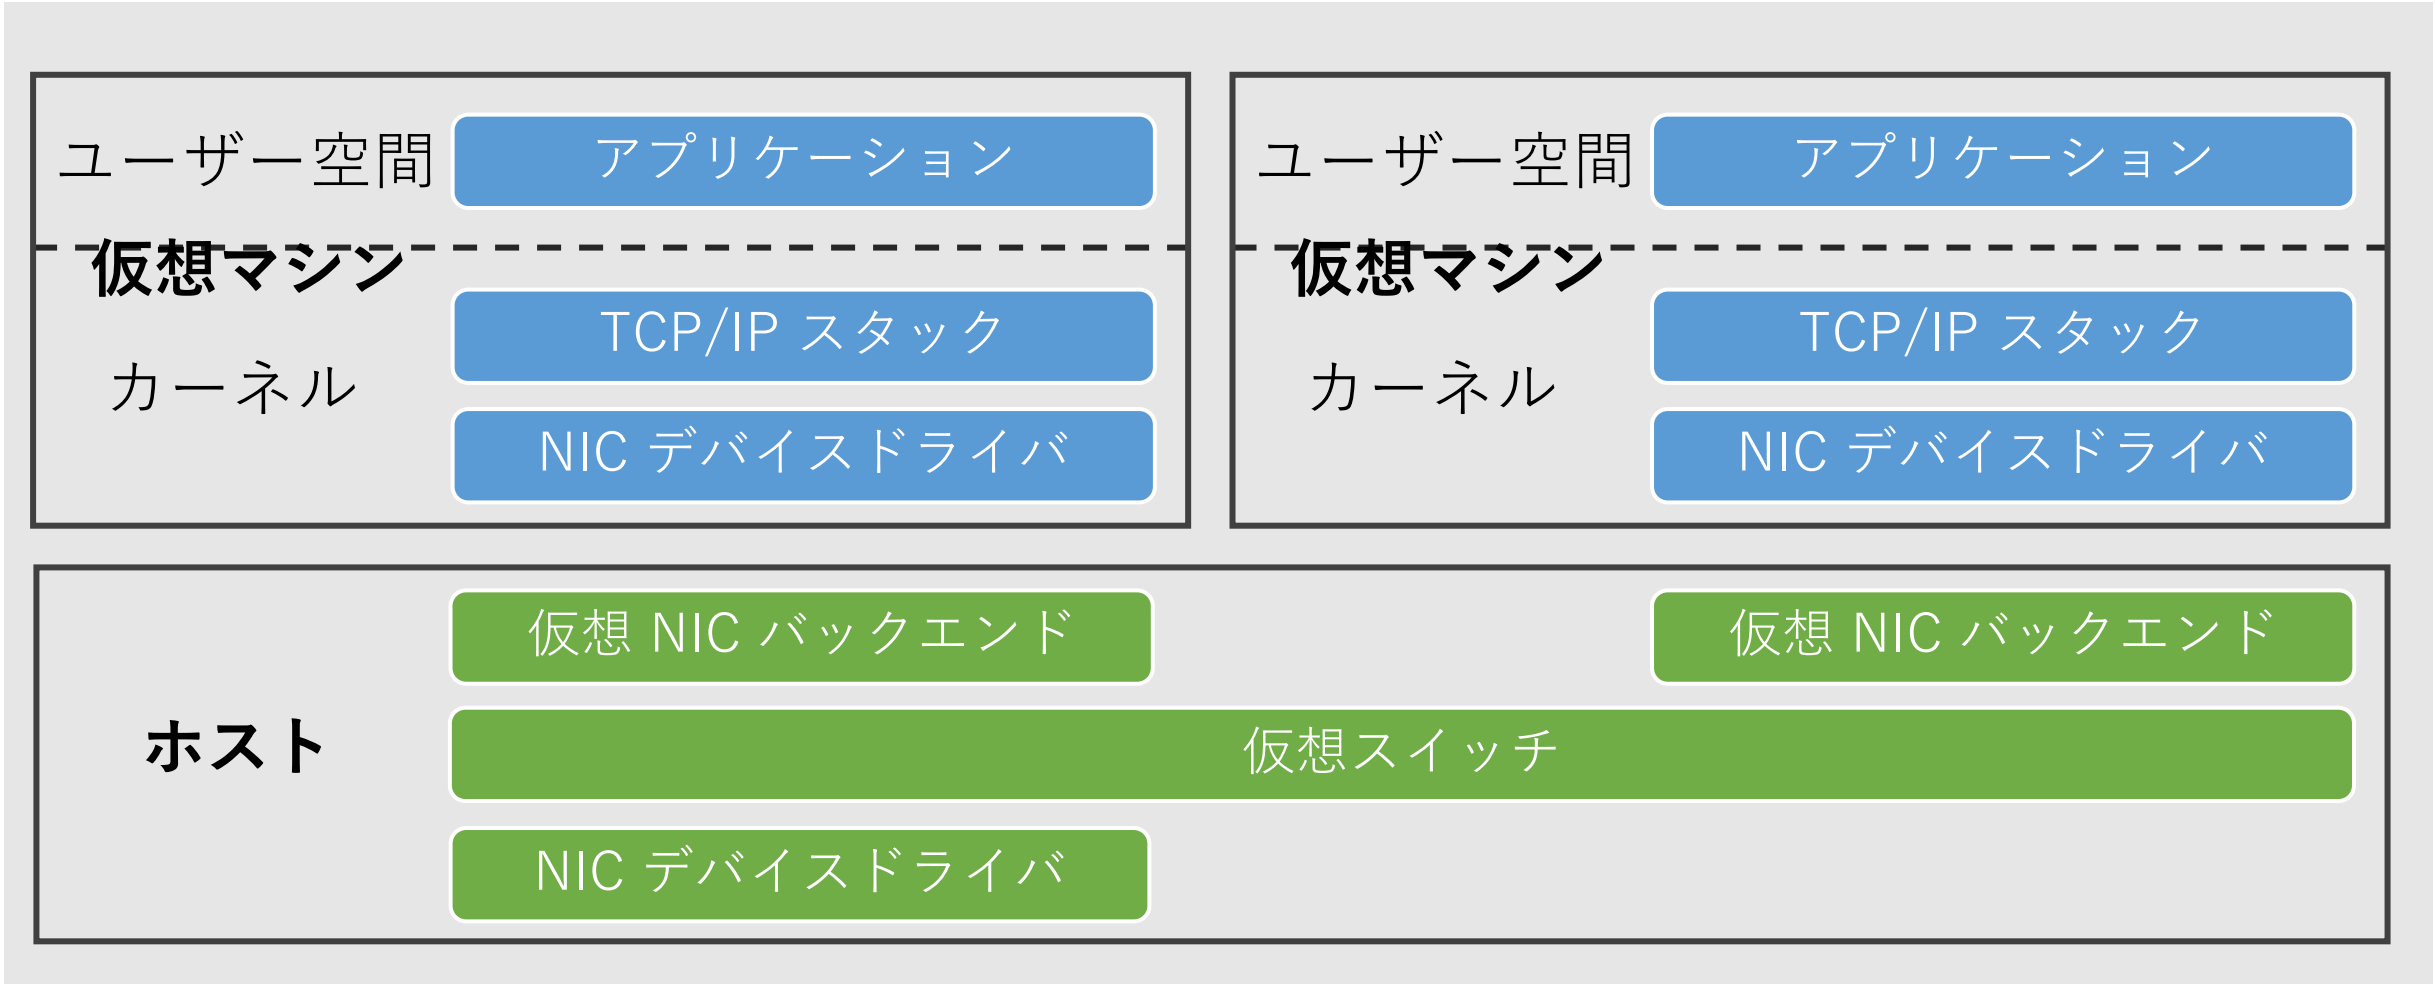 ユーザー空間
アプリケーション
仮想マシン
TCP/IP スタック
カーネル
NIC デバイスドライバ
ユーザー空間
アプリケーション
仮想マシン
TCP/IP スタック
カーネル
NIC デバイスドライバ
仮想 NIC バックエンド
仮想 NIC バックエンド
ホスト
仮想スイッチ
NIC デバイスドライバ